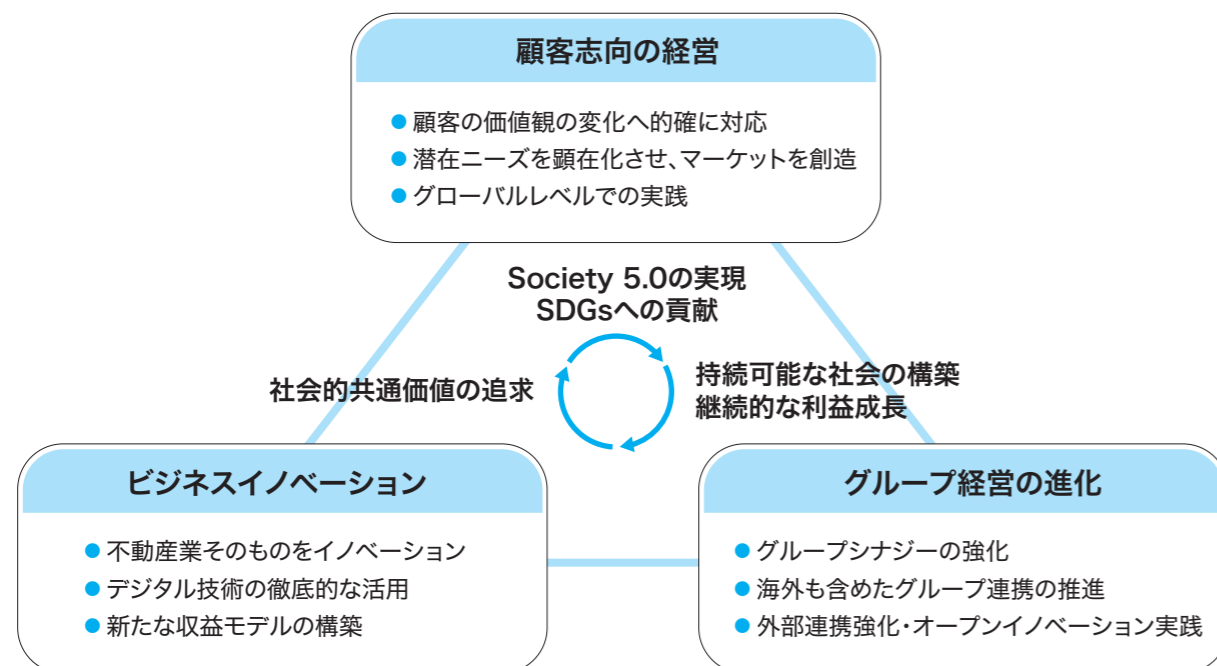 顧客志向の経営
● 顧客の価値観の変化へ的確に対応
● 潜在ニーズを顕在化させ、マーケットを創造
● グローバルレベルでの実践
Society 5.0の実現
SDGsへの貢献
社会的共通価値の追求
持続可能な社会の構築
継続的な利益成長
ビジネスイノベーション
● 不動産業そのものをイノベーション
● デジタル技術の徹底的な活用
● 新たな収益モデルの構築
グループ経営の進化
● グループシナジーの強化
● 海外も含めたグループ連携の推進
● 外部連携強化・オープンイノベーション実践